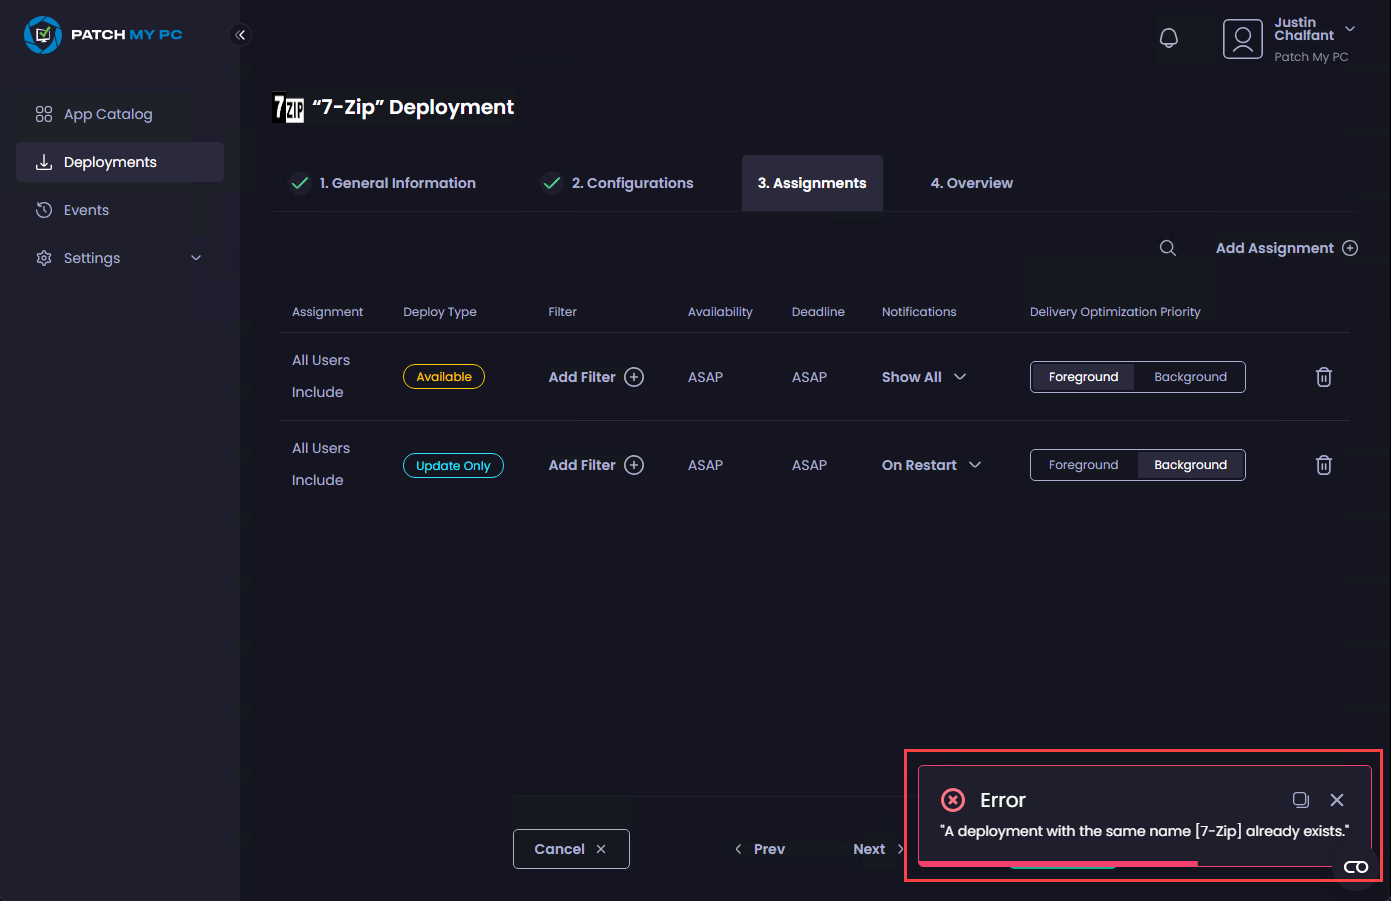 PATCH MY PC
Justin
Chalfant
Patch My PC
App Catalog
Deployments
Events
Settings
7ZIP
“7-Zip” Deployment
1. General Information
2. Configurations
3. Assignments
4. Overview
Add Assignment
Assignment Deploy Type Filter Availability Deadline Notifications Delivery Optimization Priority
All Users
Include
Available
Add Filter
ASAP
ASAP
Show All
Foreground
Background
All Users
Include
Update Only
Add Filter
ASAP
ASAP
On Restart
Foreground
Background
Error
"A deployment with the same name [7-Zip] already exists."
Cancel
Prev
Next